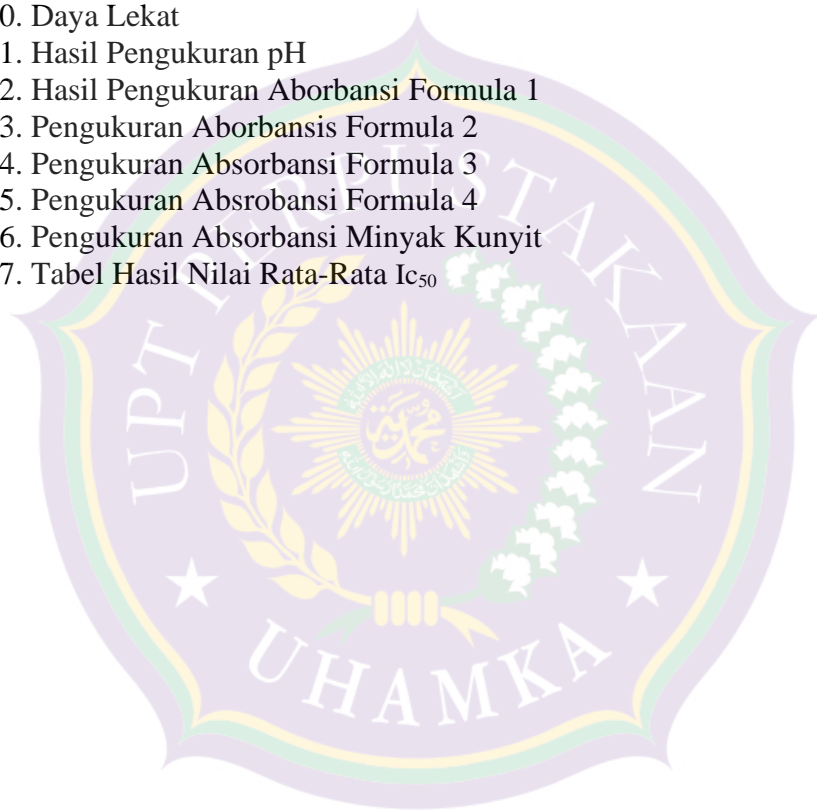 0. Daya Lekat
1. Hasil Pengukuran pH
2. Hasil Pengukuran Aborbansi Formula 1
3. Pengukuran Aborbansis Formula 2
4. Pengukuran Absorbansi Formula 3
5. Pengukuran Absrobansi Formula 4
6. Pengukuran Absorbansi Minyak Kunyit
7. Tabel Hasil Nilai Rata-Rata Ic₅₀
UPT PERPUSTAKAAN
UHAMKA